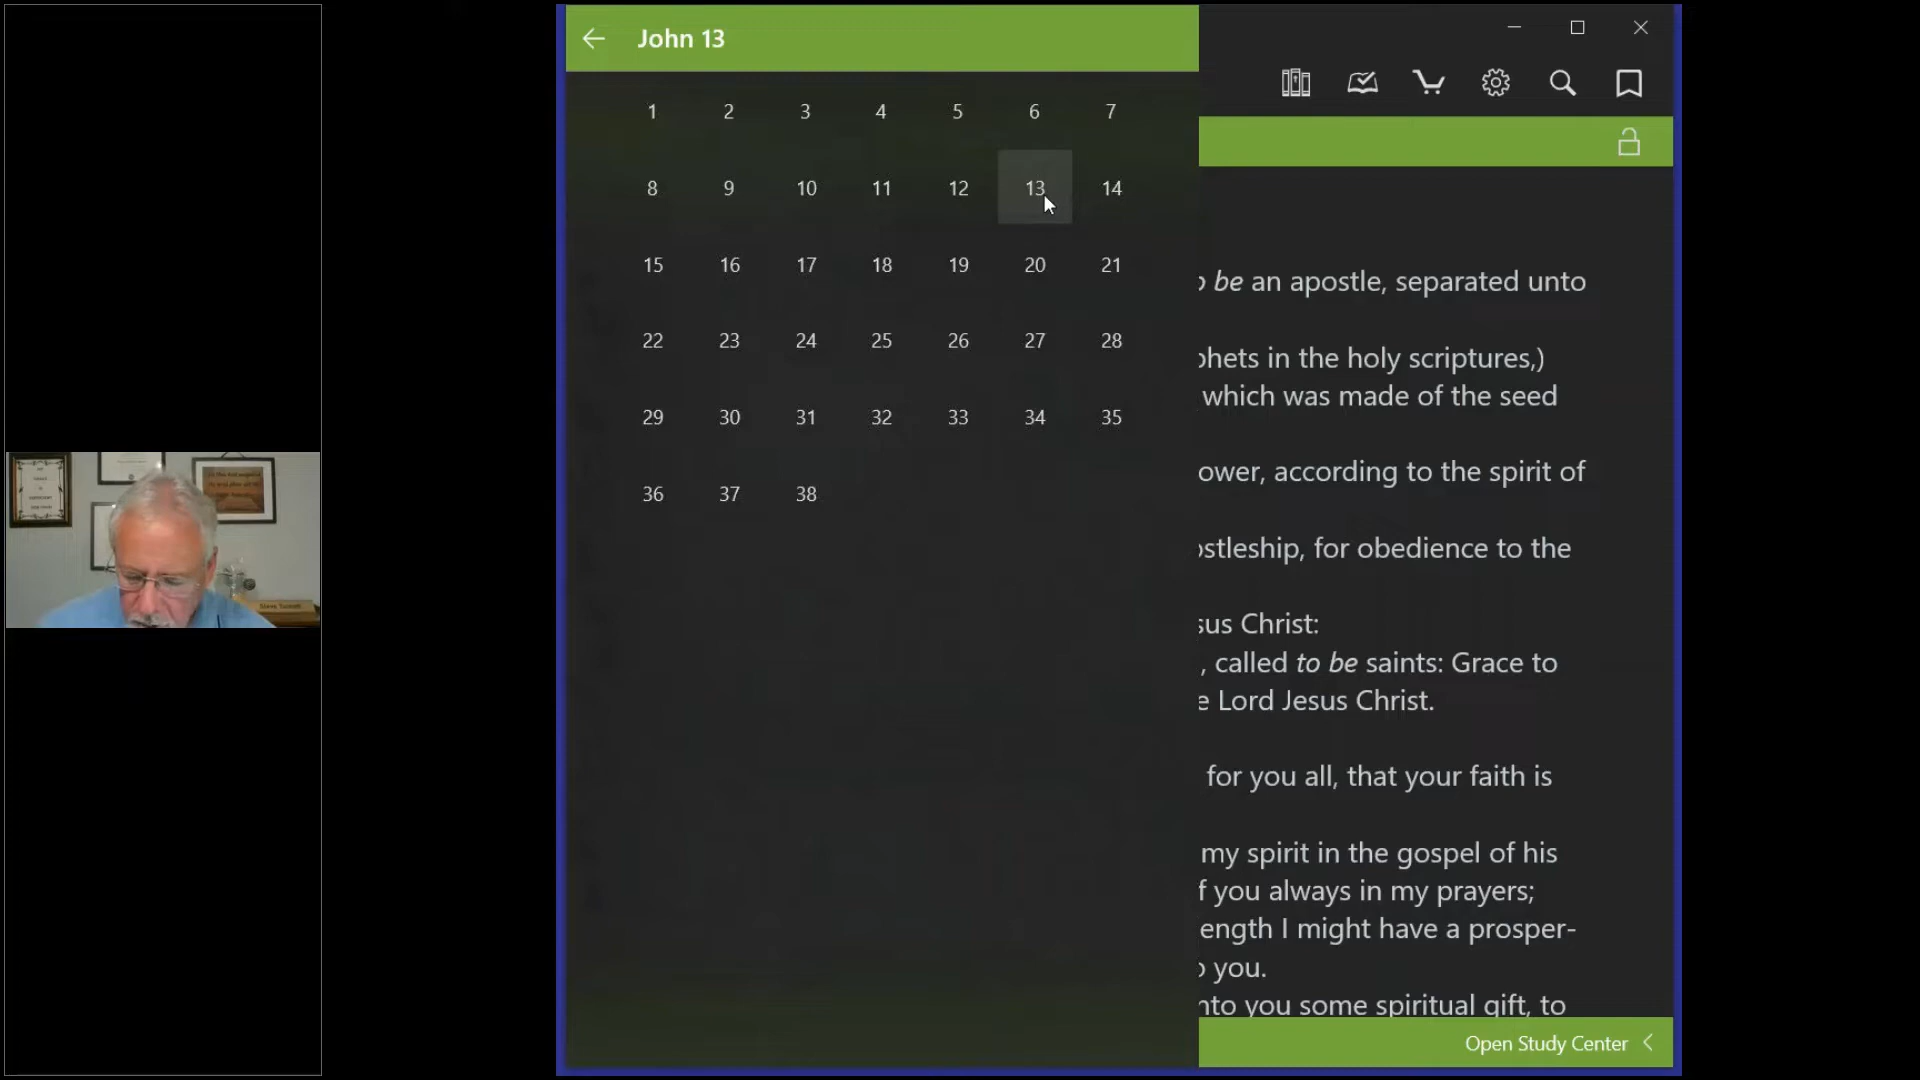 John 13
1 2 3 4 5 6 7
8 9 10 11 12 13 14
15 16 17 18 19 20 21
22 23 24 25 26 27 28
29 30 31 32 33 34 35
36 37 38
be an apostle, separated unto
phets in the holy scriptures,)
which was made of the seed
ower, according to the spirit of
ostleship, for obedience to the
sus Christ:
, called to be saints: Grace to
e Lord Jesus Christ.
for you all, that your faith is
my spirit in the gospel of his
f you always in my prayers;
ength I might have a prosper-
o you.
nto you some spiritual gift, to
Open Study Center